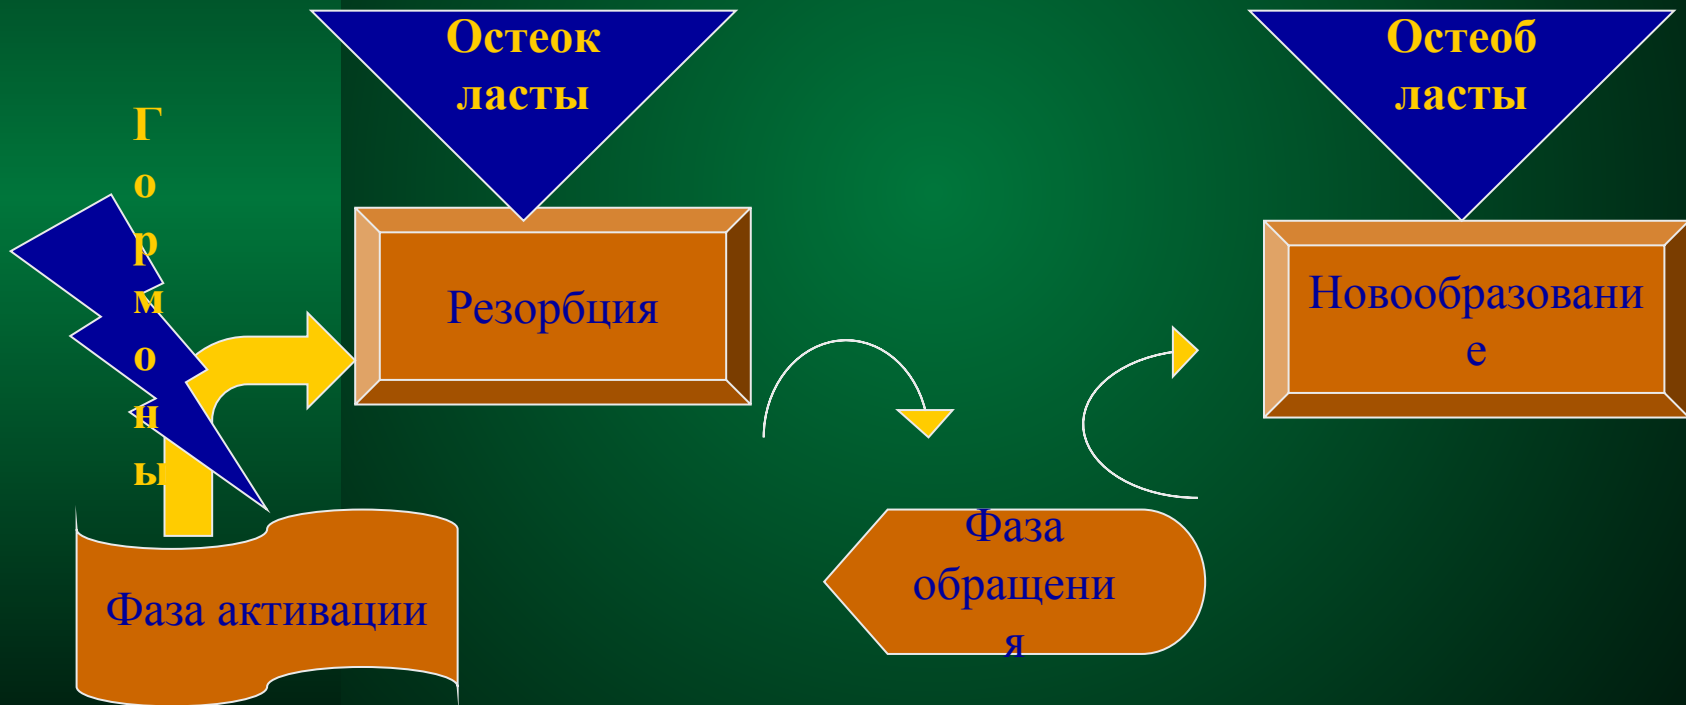 Остеок
ласты
Остеоб
ласты
Г
о
р
м
о
н
ы
Резорбция
Новообразовани
е
Фаза
обращени
я
Фаза активации